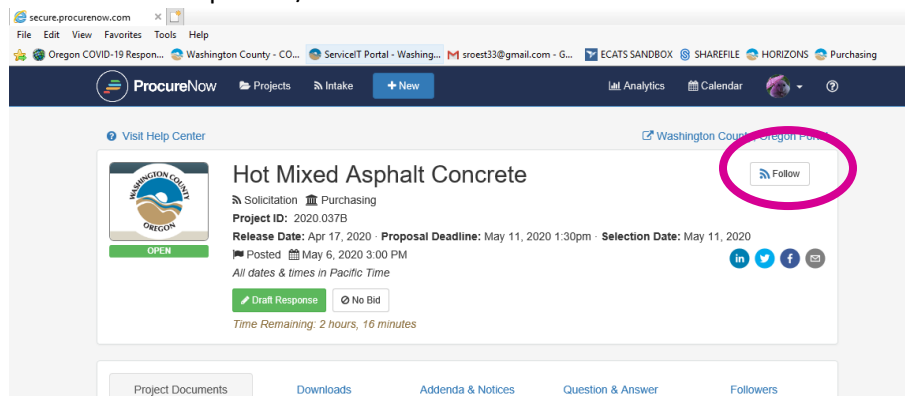 secure.procurenow.com
File Edit View Favorites Tools Help
Oregon COVID-19 Respon... Washington County - CO... ServiceIT Portal - Washing... sroest33@gmail.com - G... ECATS SANDBOX SHAREFILE HORIZONS Purchasing
ProcureNow Projects Intake + New Analytics Calendar
Visit Help Center Washington County, Oregon
Hot Mixed Asphalt Concrete
Follow
Solicitation Purchasing
WASHINGTON COUNTY
OREGON
Project ID: 2020.037B
Release Date: Apr 17, 2020 · Proposal Deadline: May 11, 2020 1:30pm · Selection Date: May 11, 2020
OPEN
Posted May 6, 2020 3:00 PM
All dates & times in Pacific Time
Draft Response No Bid
Time Remaining: 2 hours, 16 minutes
Project Documents Downloads Addenda & Notices Question & Answer Followers